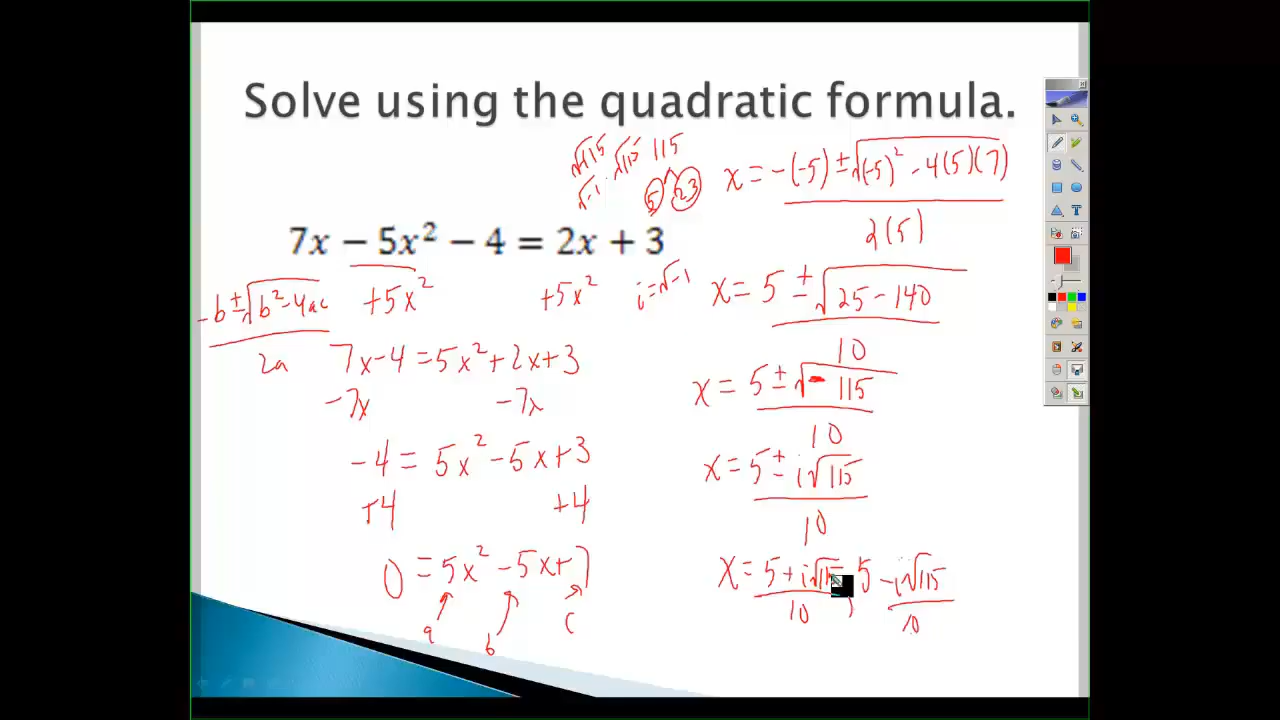 Solve using the quadratic formula.
√-115 √115 115
√-1 · 5 23
7x − 5x² − 4 = 2x + 3
+5x² +5x²
-b ± √b² - 4ac
2a
7x - 4 = 5x² + 2x + 3
-7x -7x
-4 = 5x² - 5x + 3
+4 +4
0 = 5x² - 5x + 7
a b c
i = √-1
x = -(-5) ± √(-5)² - 4(5)(7)
2(5)
x = 5 ± √25 - 140
10
x = 5 ± √- 115
10
x = 5 ± i√115
10
x = 5 + i√115 , 5 - i√115
10 10